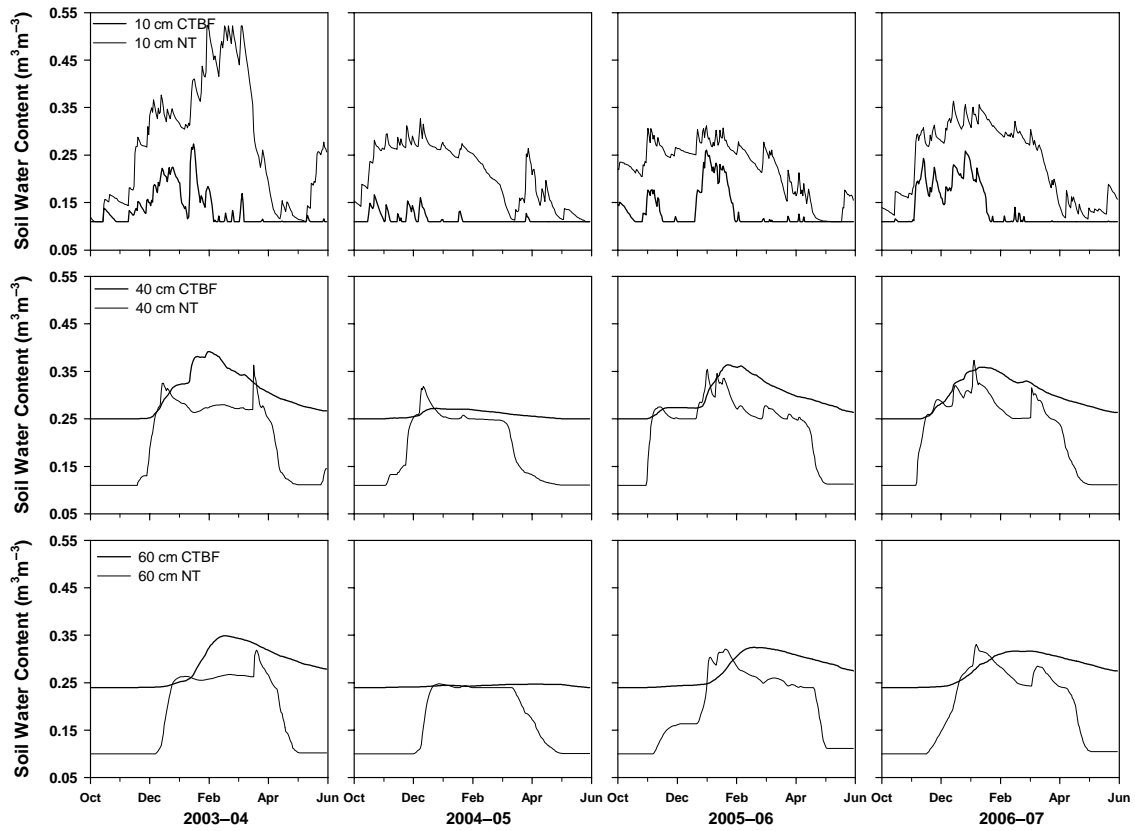 0.55
0.45
0.35
0.25
0.15
0.05
Soil Water Content (m³m⁻³)
10 cm CTBF
10 cm NT
0.55
0.45
0.35
0.25
0.15
0.05
Soil Water Content (m³m⁻³)
40 cm CTBF
40 cm NT
0.55
0.45
0.35
0.25
0.15
0.05
Soil Water Content (m³m⁻³)
60 cm CTBF
60 cm NT
Oct Dec Feb Apr Jun
Oct Dec Feb Apr Jun
Oct Dec Feb Apr Jun
Oct Dec Feb Apr Jun
2003–04
2004–05
2005–06
2006–07